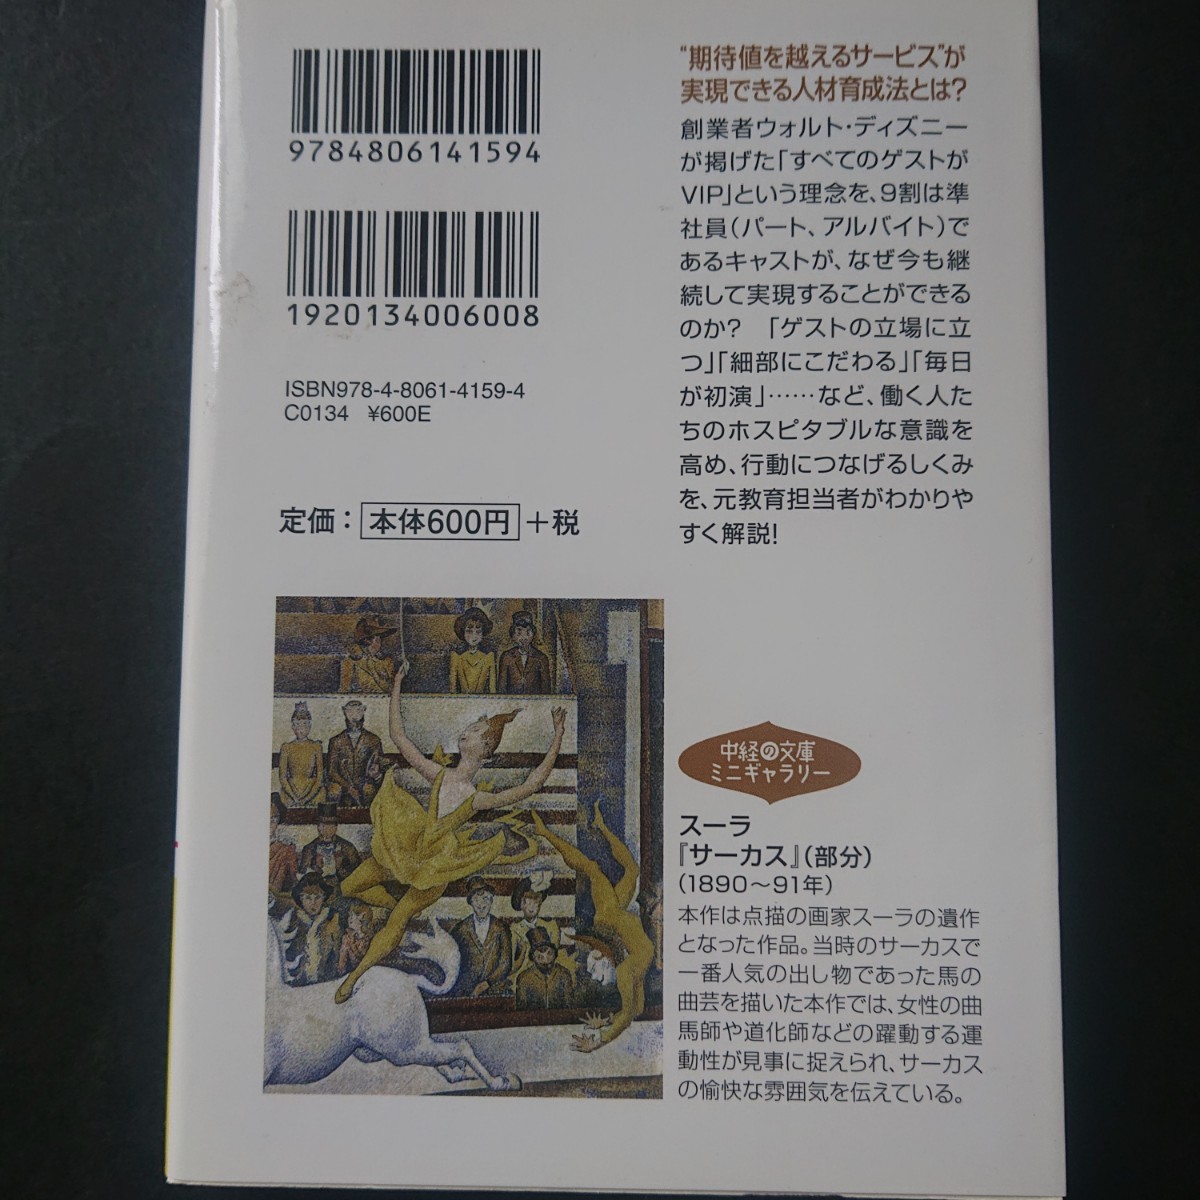 9784806141594
1920134006008
ISBN978-4-8061-4159-4
C0134 ¥600E
定価：本体600円＋税
“期待値を越えるサービス”が
実現できる人材育成法とは？
創業者ウォルト・ディズニー
が掲げた「すべてのゲストが
VIP」という理念を、9割は準
社員（パート、アルバイト）で
あるキャストが、なぜ今も継
続して実現することができる
のか？　「ゲストの立場に立
つ」「細部にこだわる」「毎日
が初演」……など、働く人た
ちのホスピタブルな意識を
高め、行動につなげるしくみ
を、元教育担当者がわかりや
すく解説！
中経の文庫
ミニギャラリー
スーラ
『サーカス』（部分）
（1890～91年）
本作は点描の画家スーラの遺作
となった作品。当時のサーカスで
一番人気の出し物であった馬の
曲芸を描いた本作では、女性の曲
馬師や道化師などの躍動する運
動性が見事に捉えられ、サーカス
の愉快な雰囲気を伝えている。